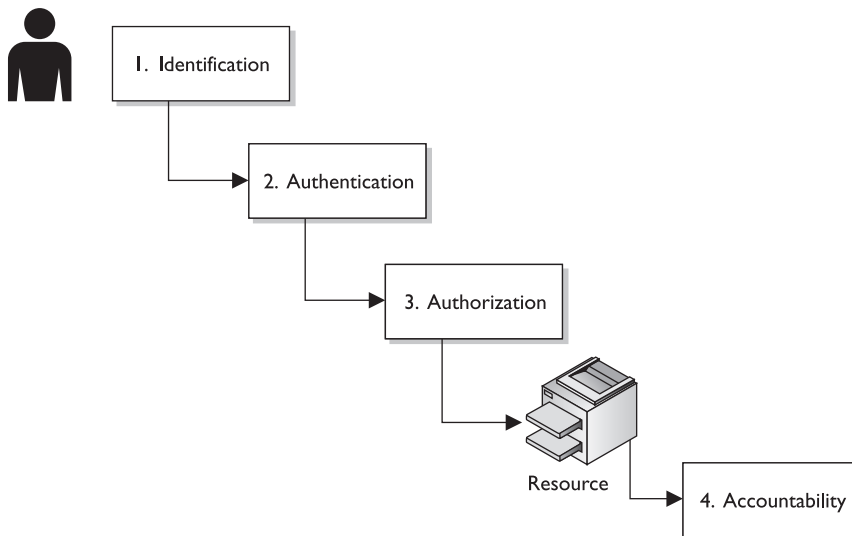 1. Identification
2. Authentication
3. Authorization
Resource
4. Accountability